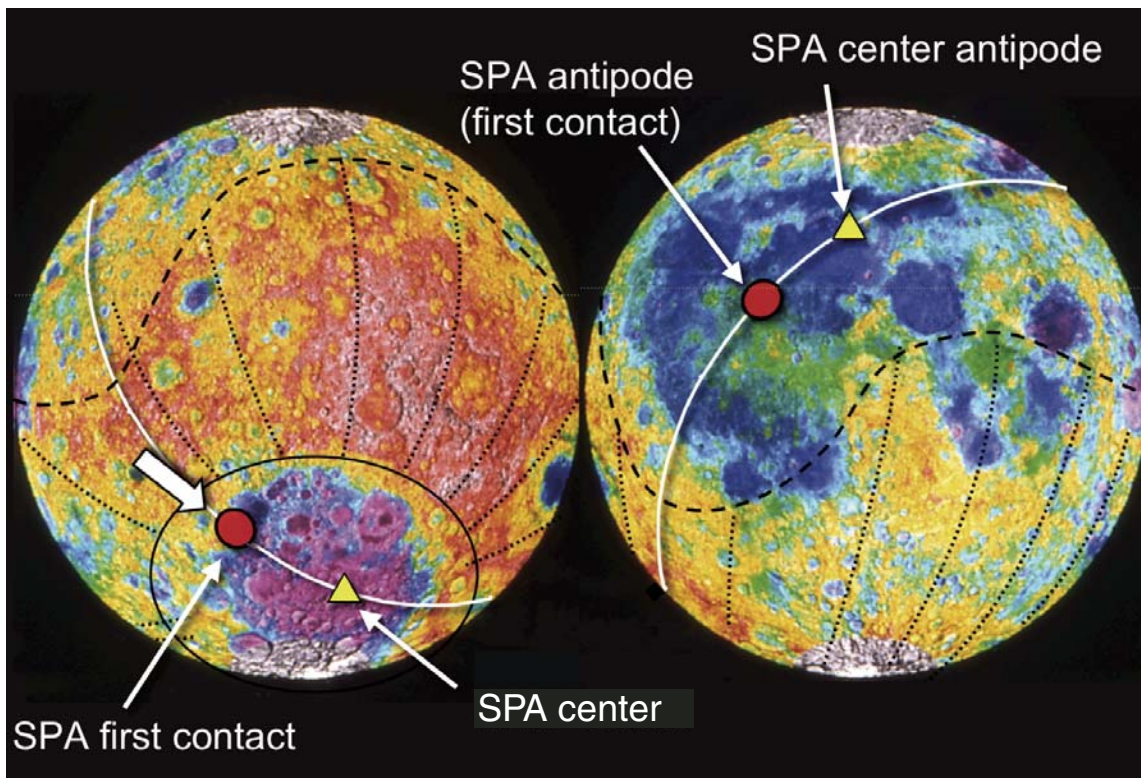 SPA antipode
(first contact)
SPA center antipode
SPA first contact
SPA center